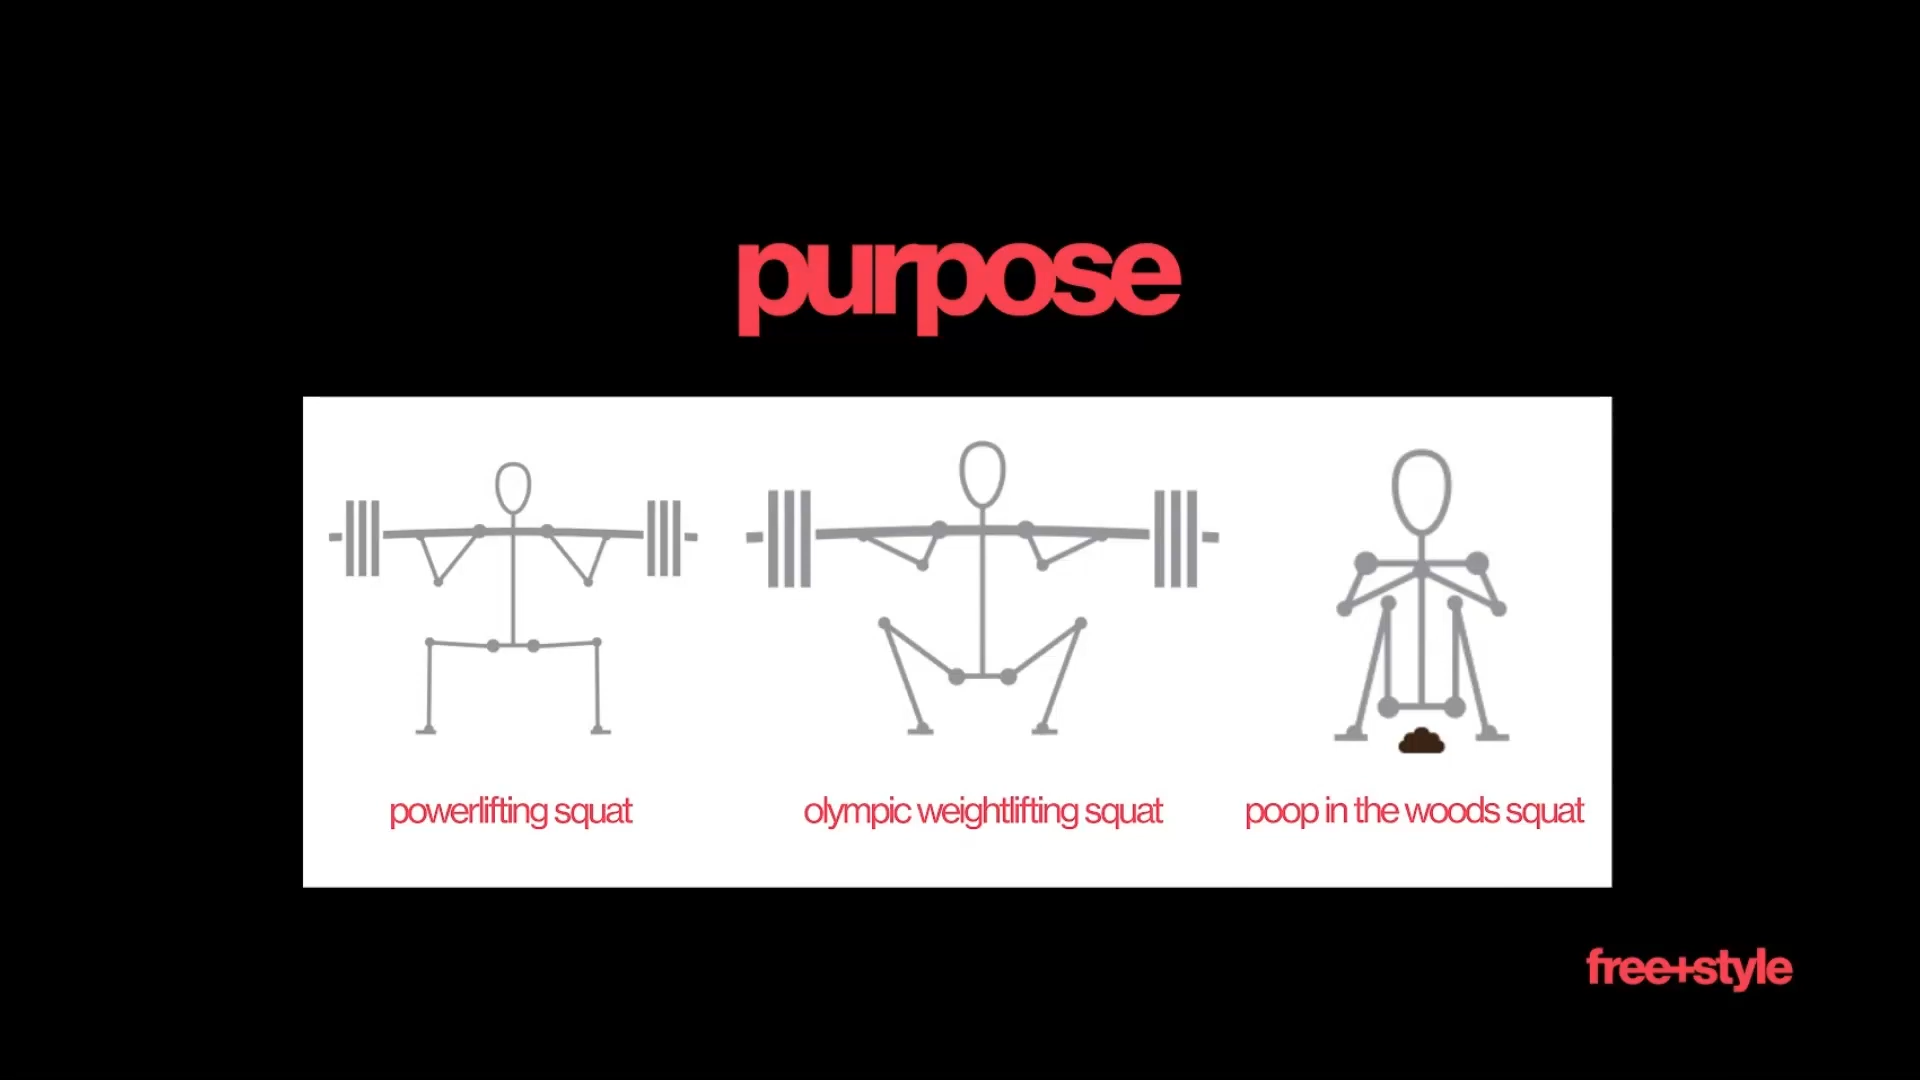 purpose
powerlifting squat
olympic weightlifting squat
poop in the woods squat
free+style